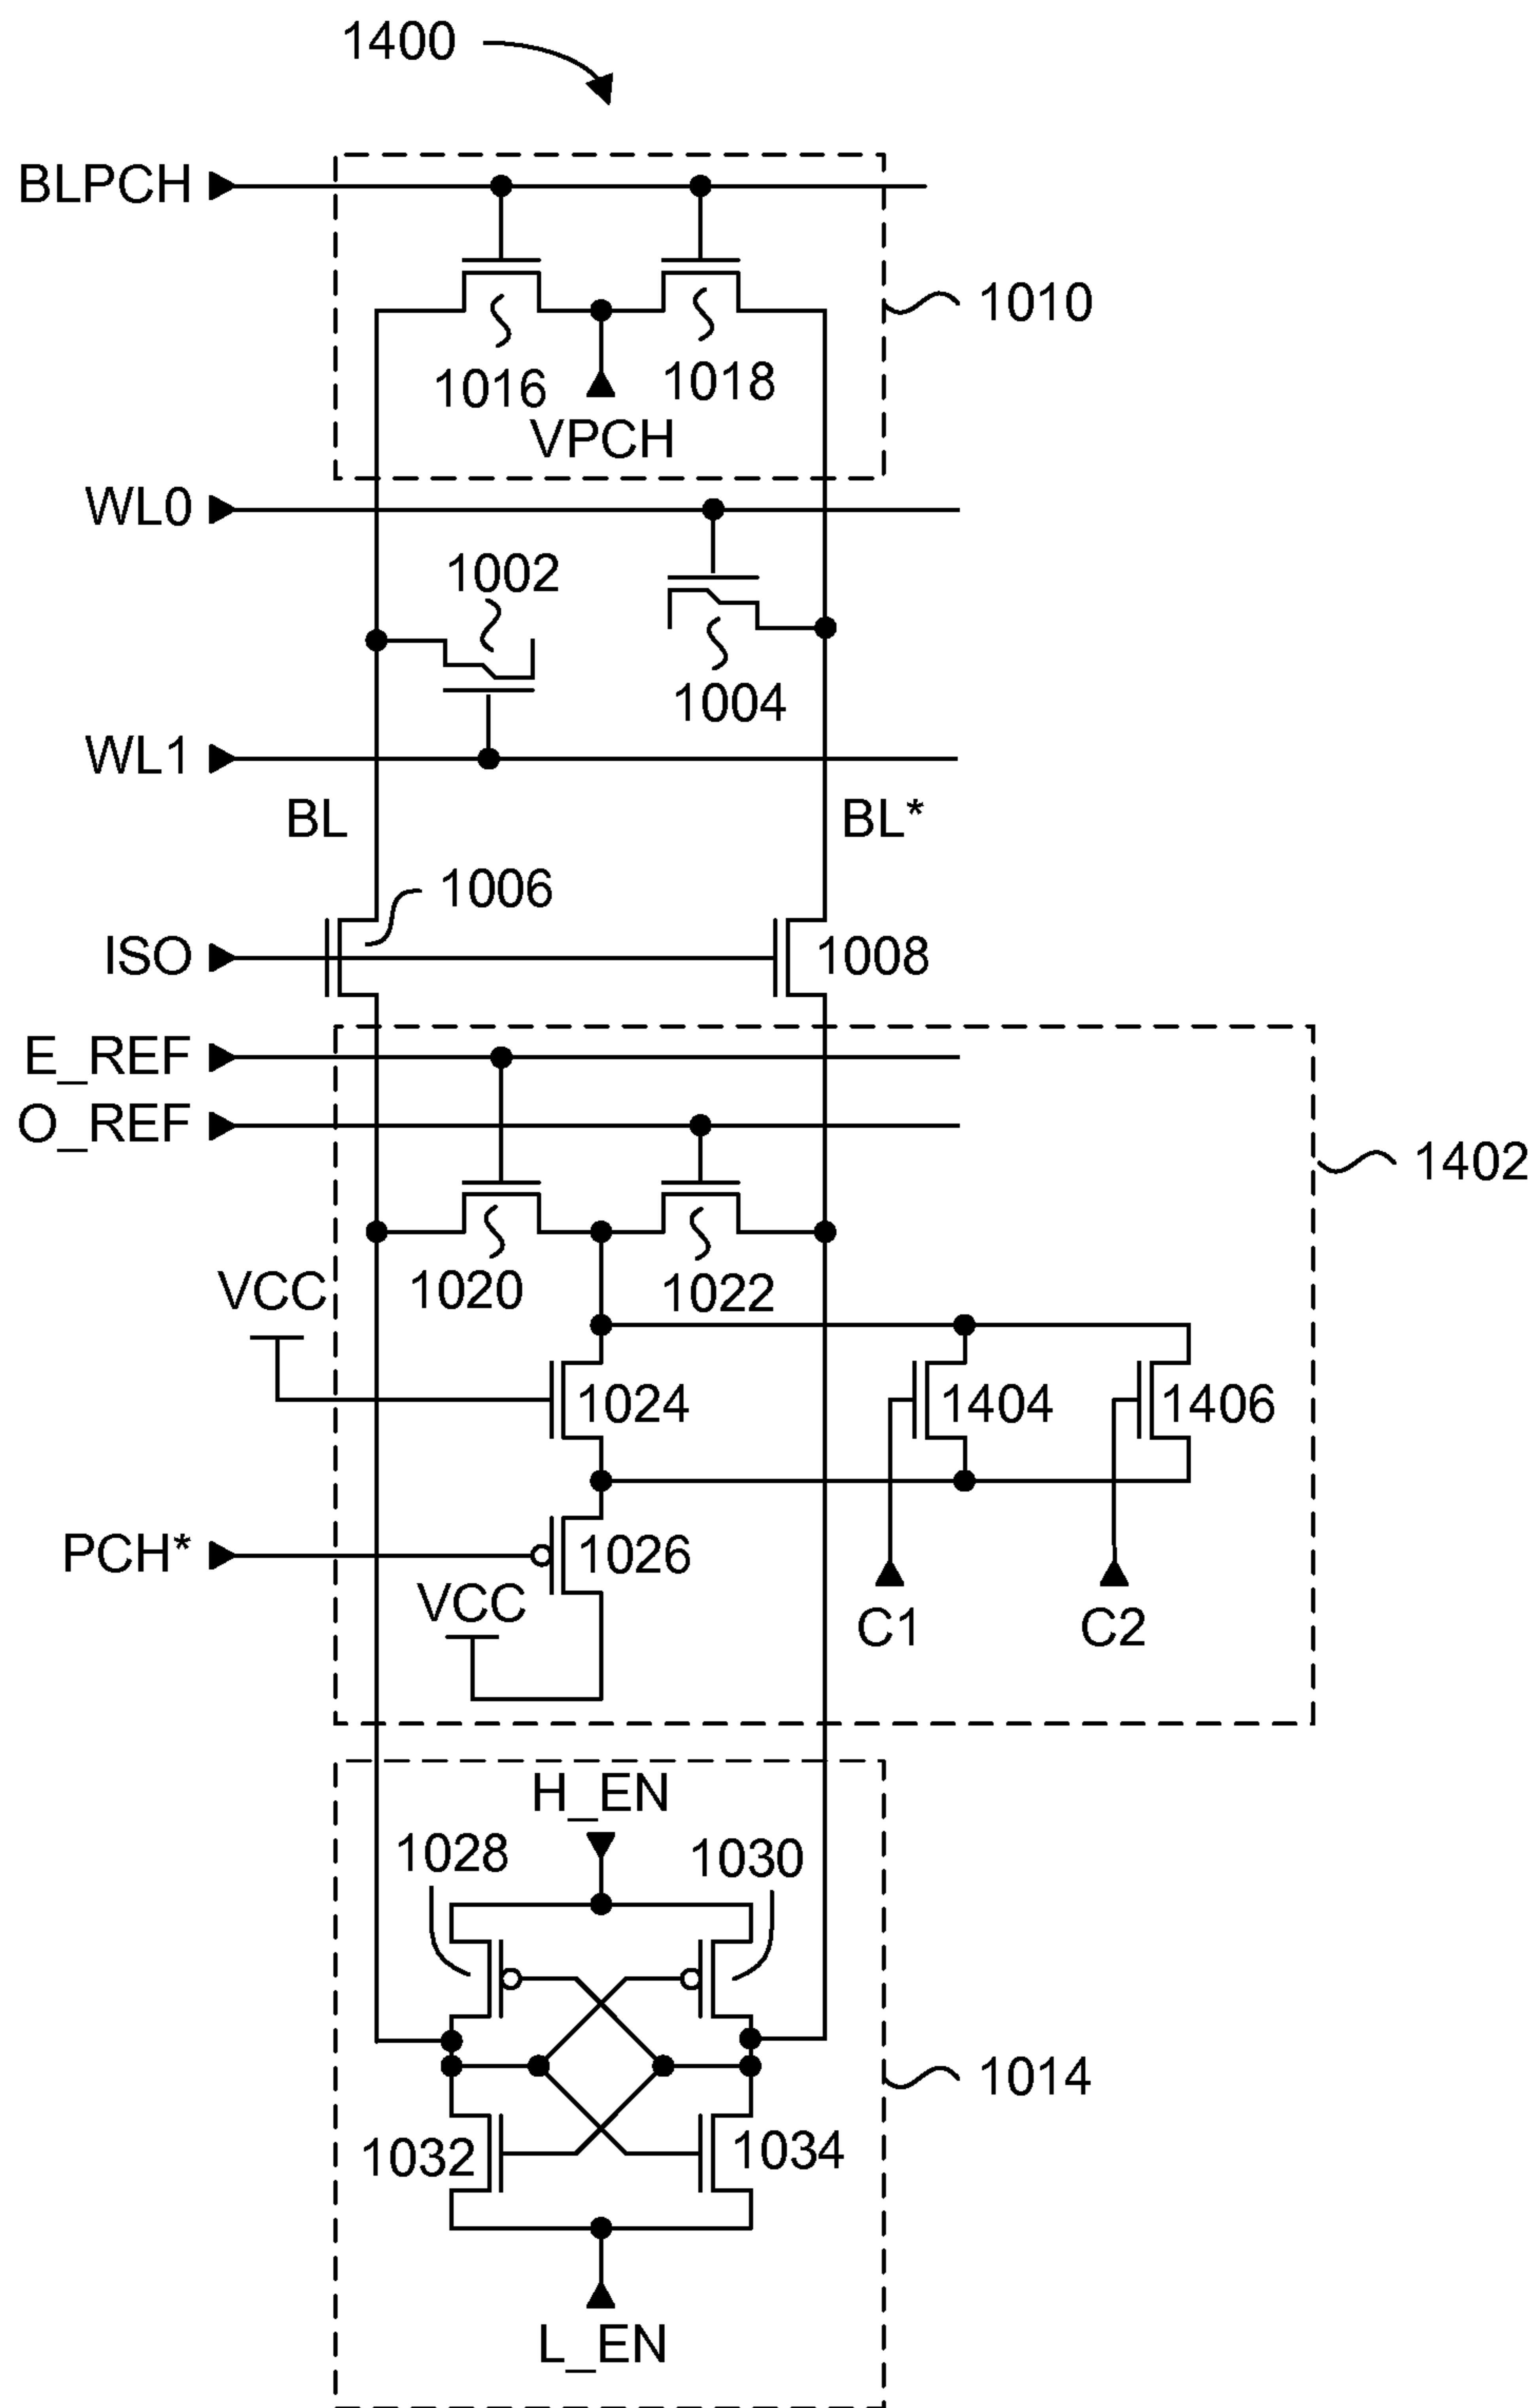 1400
BLPCH
1010
1016
1018
VPCH
WL0
1002
1004
WL1
BL
BL*
1006
ISO
1008
E_REF
O_REF
1402
1020
1022
VCC
1024
1404
1406
PCH*
1026
VCC
C1
C2
H_EN
1028
1030
1014
1032
1034
L_EN